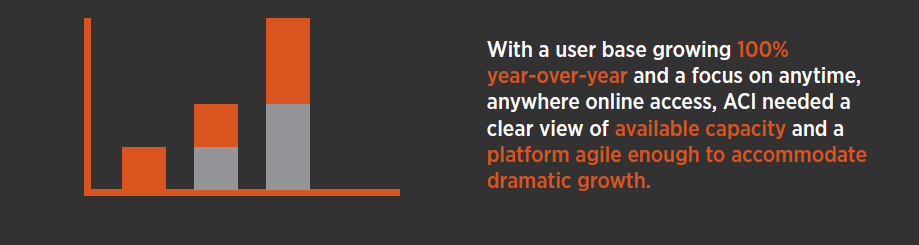 With a user base growing 100%
year-over-year and a focus on anytime,
anywhere online access, ACI needed a
clear view of available capacity and a
platform agile enough to accommodate
dramatic growth.